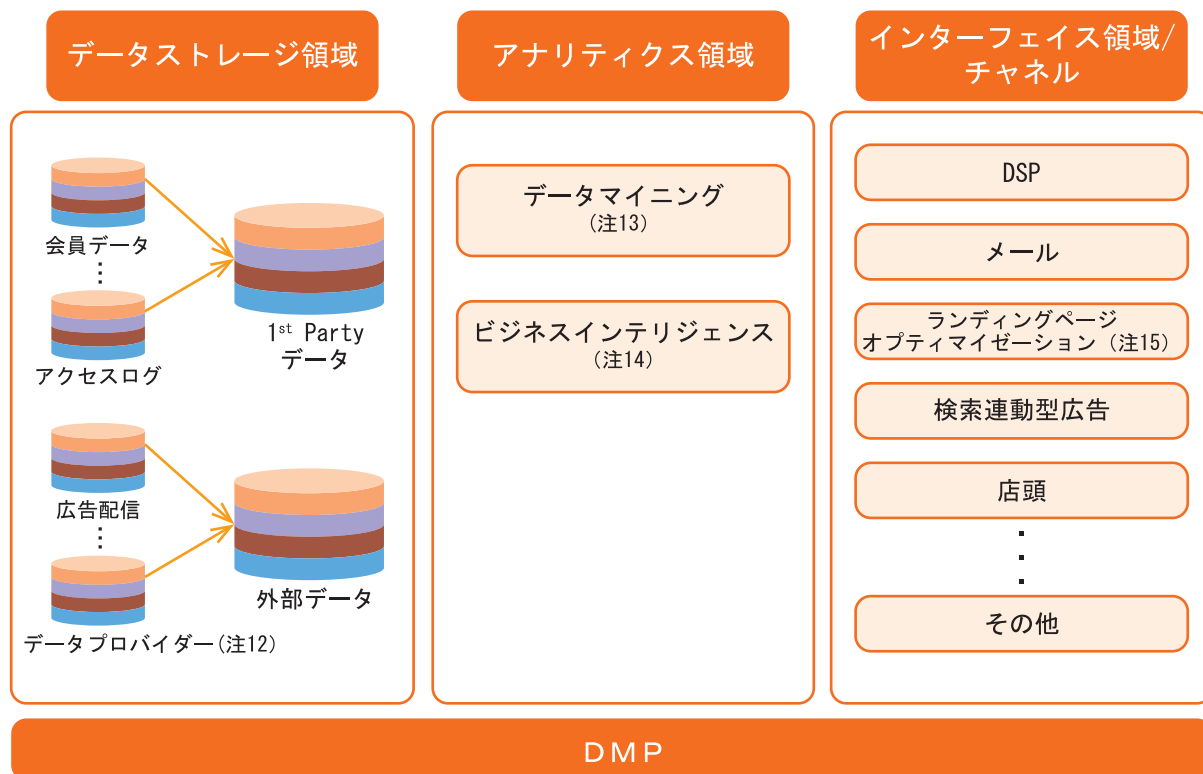 データストレージ領域
アナリティクス領域
インターフェイス領域/
チャネル
会員データ
⋮
アクセスログ
1st Party
データ
広告配信
⋮
データプロバイダー(注12)
外部データ
データマイニング
(注13)
ビジネスインテリジェンス
(注14)
DSP
メール
ランディングページ
オプティマイゼーション(注15)
検索連動型広告
店頭
・
・
・
その他
DMP